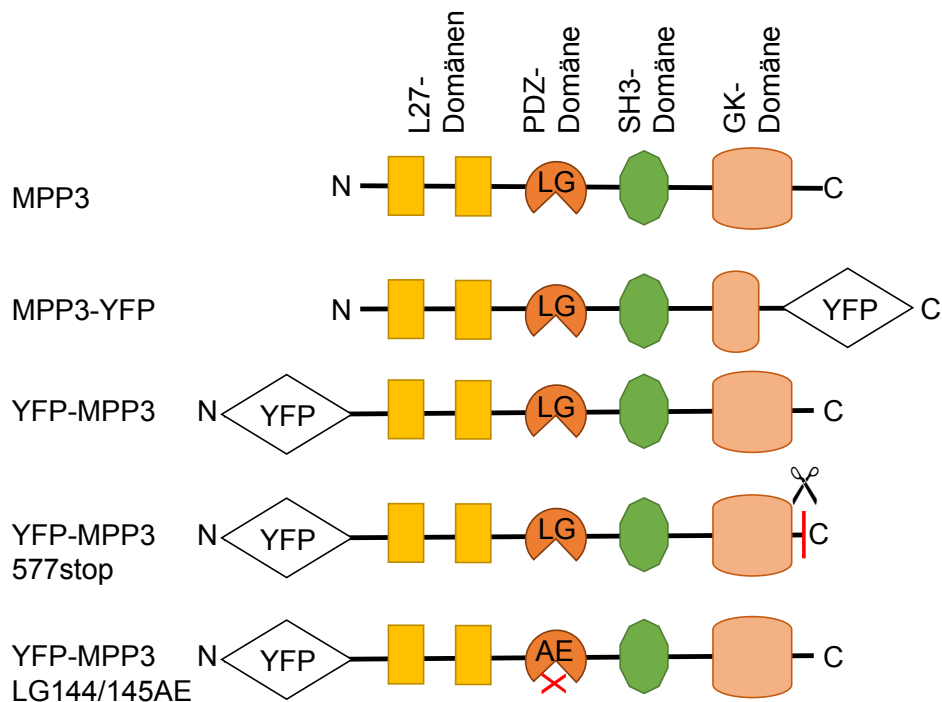 L27-
Domänen
PDZ-
Domäne
SH3-
Domäne
GK-
Domäne
MPP3
N
LG
C
MPP3-YFP
N
LG
YFP
C
YFP-MPP3
N
YFP
LG
C
YFP-MPP3
577stop
N
YFP
LG
C
YFP-MPP3
LG144/145AE
N
YFP
AE
C